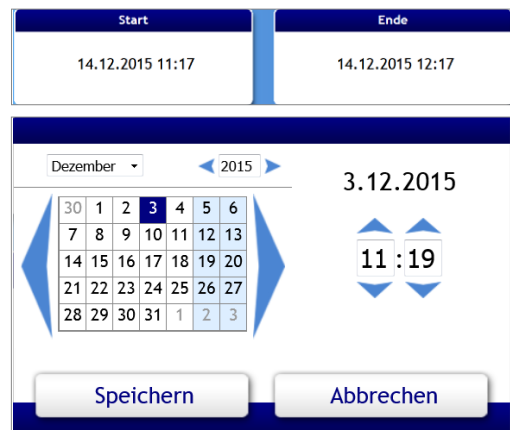 Start Ende
14.12.2015 11:17 14.12.2015 12:17
Dezember 2015
3.12.2015
30 1 2 3 4 5 6
7 8 9 10 11 12 13
14 15 16 17 18 19 20
21 22 23 24 25 26 27
28 29 30 31 1 2 3
11 : 19
Speichern Abbrechen